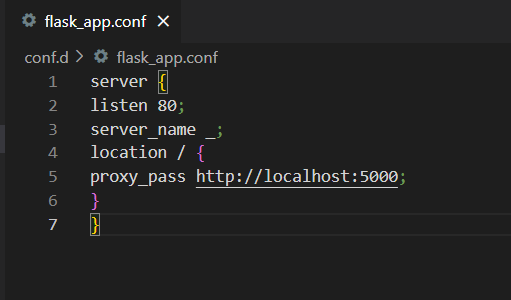 flask_app.conf ×
conf.d > flask_app.conf
1 server {
2 listen 80;
3 server_name _;
4 location / {
5 proxy_pass http://localhost:5000;
6 }
7 }